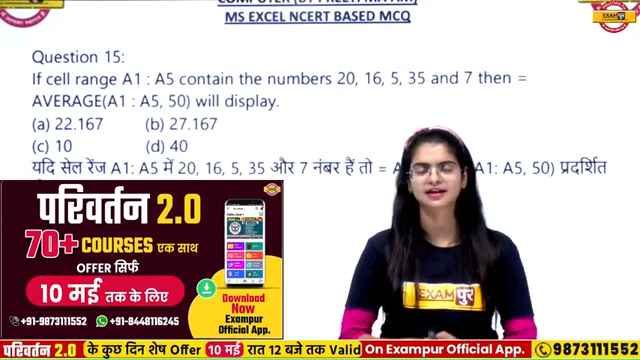 COMPUTER (BY PREETI MA'AM)
MS EXCEL NCERT BASED MCQ
Question 15:
If cell range A1 : A5 contain the numbers 20, 16, 5, 35 and 7 then =
AVERAGE(A1 : A5, 50) will display.
(a) 22.167 (b) 27.167
(c) 10 (d) 40
यदि सेल रेंज A1: A5 में 20, 16, 5, 35 और 7 नंबर हैं तो = A1: A5, 50) प्रदर्शित
परिवर्तन 2.0
70+ COURSES एक साथ
OFFER सिर्फ
10 मई तक के लिए
Download
Now
Exampur
Official App.
+91-9873111552 +91-8448116245
EXAM पुर
परिवर्तन 2.0 के कुछ दिन शेष Offer 10 मई रात 12 बजे तक Valid On Exampur Official App. 9873111552